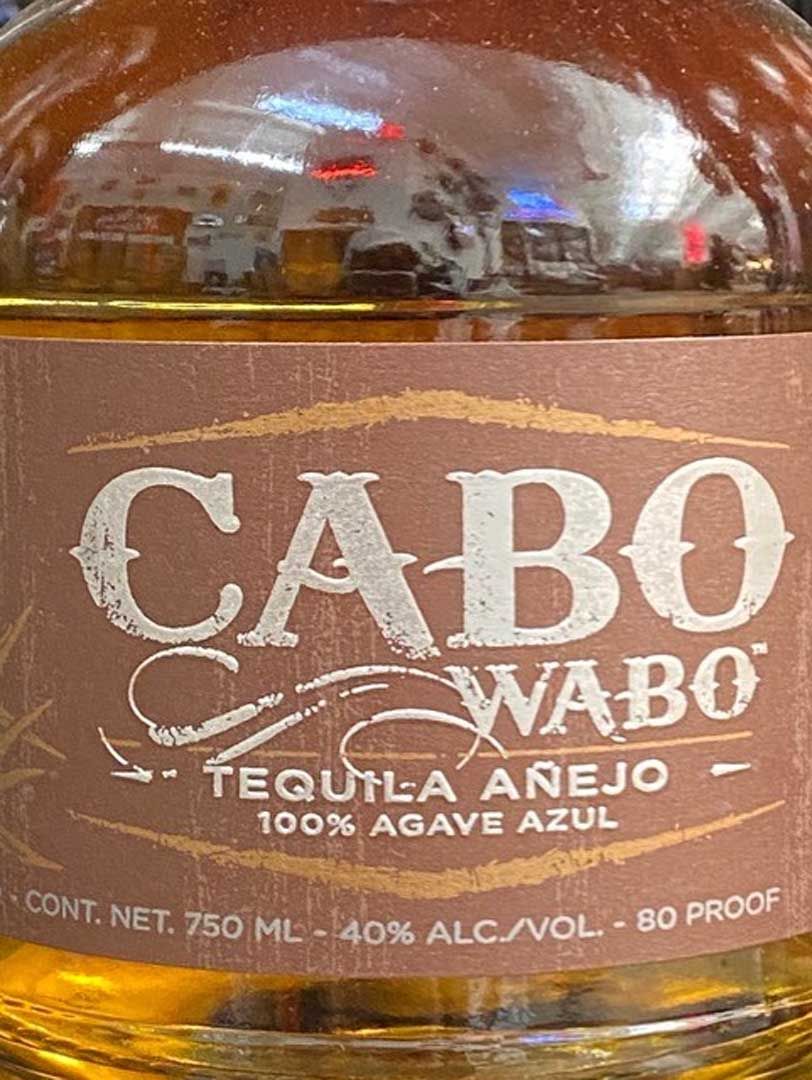 CABO
WABO™
TEQUILA AÑEJO
100% AGAVE AZUL
- CONT. NET. 750 ML - 40% ALC./VOL. - 80 PROOF